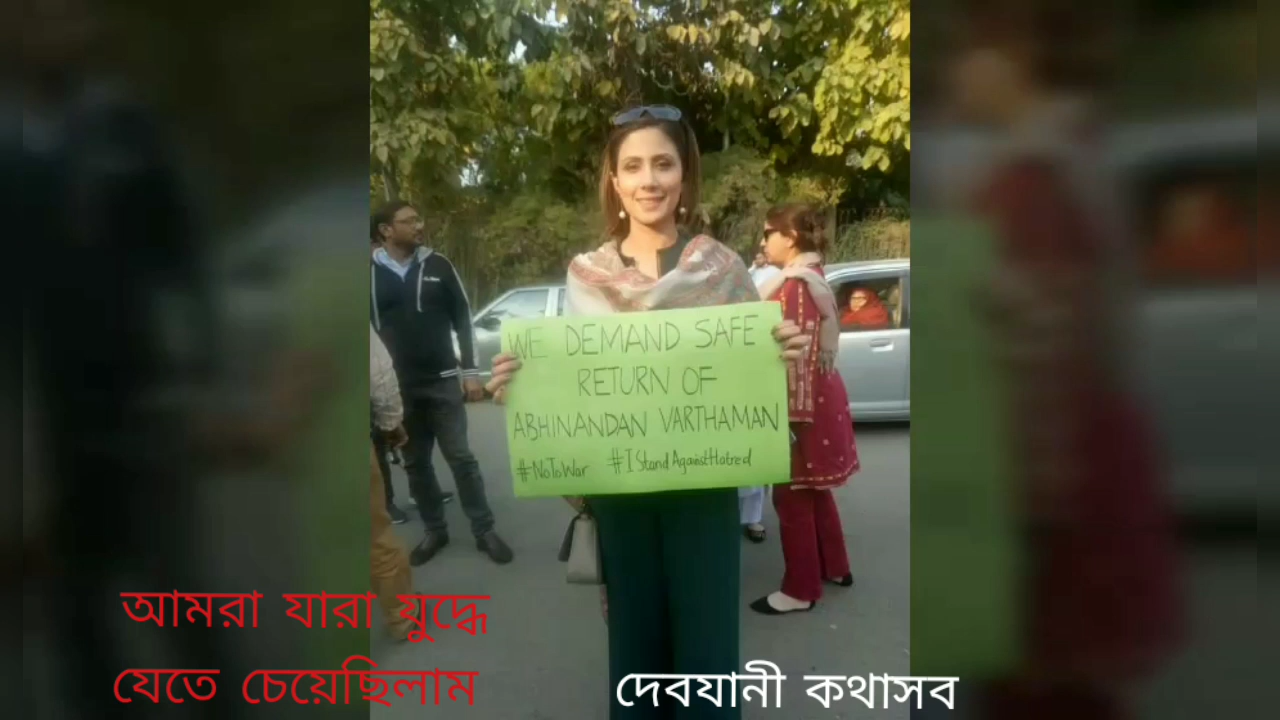 WE DEMAND SAFE
RETURN OF
ABHINANDAN VARTHAMAN
#NoToWar #IStandAgainstHatred
আমরা যারা যুদ্ধে
যেতে চেয়েছিলাম
দেবযানী কথাসব